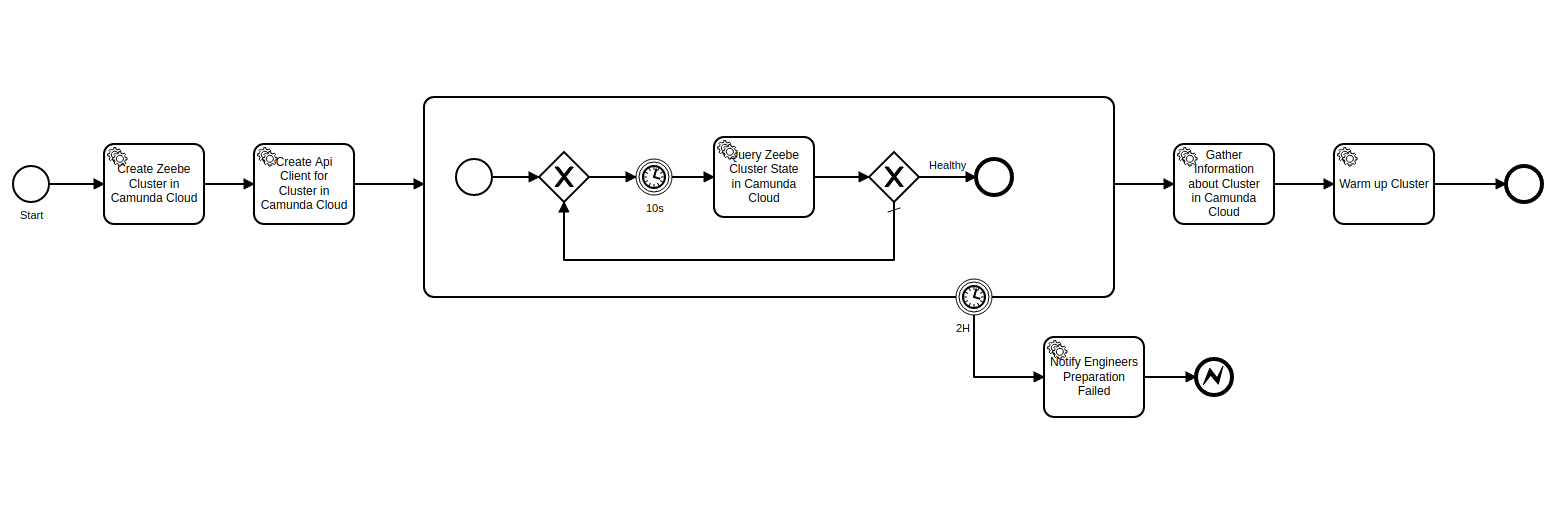 Start
Create Zeebe
Cluster in
Camunda Cloud
Create Api
Client for
Cluster in
Camunda Cloud
10s
Query Zeebe
Cluster State
in Camunda
Cloud
Healthy
2H
Notify Engineers
Preparation
Failed
Gather
Information
about Cluster
in Camunda
Cloud
Warm up Cluster